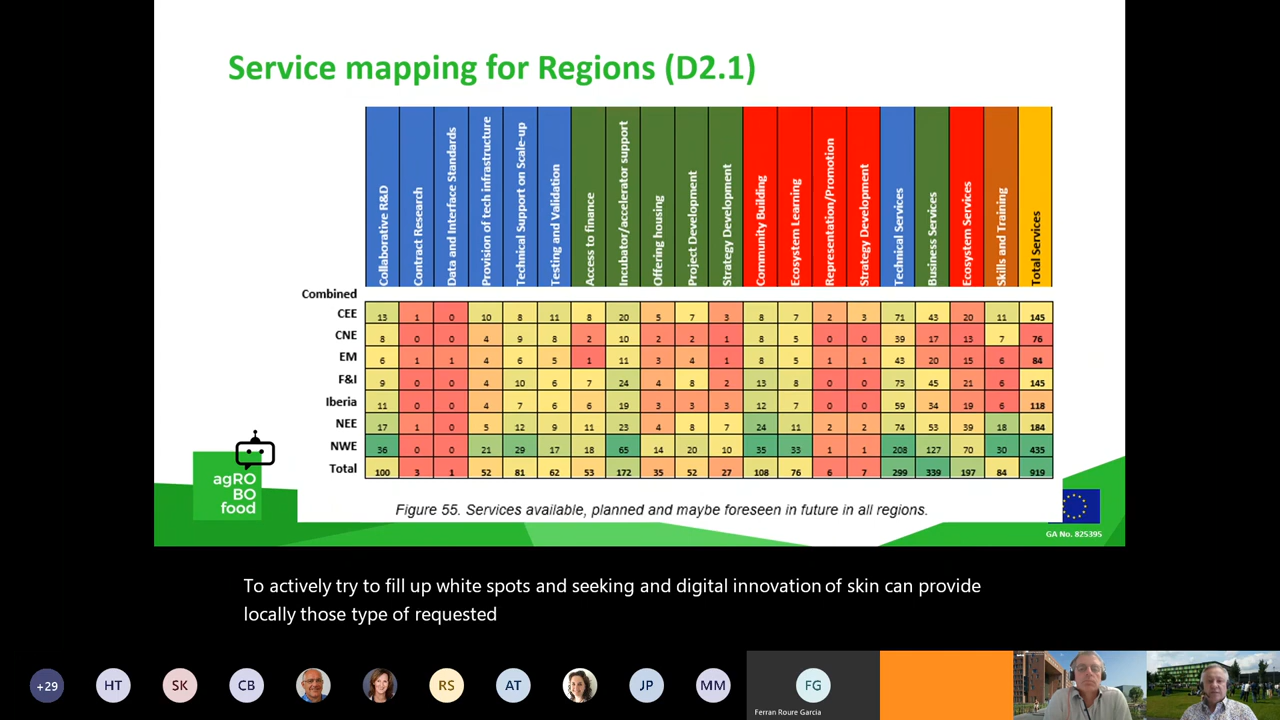 Service mapping for Regions (D2.1)
Collaborative R&D Contract Research Data and Interface Standards Provision of tech infrastructure Technical Support on Scale-up Testing and Validation Access to finance Incubator/accelerator support Offering housing Project Development Strategy Development Community Building Ecosystem Learning Representation/Promotion Strategy Development Technical Services Business Services Ecosystem Services Skills and Training Total Services
Combined
CEE 13 1 0 10 8 11 8 20 5 7 3 8 7 2 3 71 43 20 11 145
CNE 8 0 0 4 9 8 2 10 2 2 1 8 5 0 0 39 17 13 7 76
EM 6 1 1 4 6 5 1 11 3 4 1 8 5 1 1 43 20 15 6 84
F&I 9 0 0 4 10 6 7 24 4 8 2 13 8 0 0 73 45 21 6 145
Iberia 11 0 0 4 7 6 6 19 3 3 3 12 7 0 0 59 34 19 6 118
NEE 17 1 0 5 12 9 11 23 4 8 7 24 11 2 2 74 53 39 18 184
NWE 36 0 0 21 29 17 18 65 14 20 10 35 33 1 1 208 127 70 30 435
Total 100 3 1 52 81 62 53 172 35 52 27 108 76 6 7 299 339 197 84 919
agRO
BO
food
Figure 55. Services available, planned and maybe foreseen in future in all regions.
GA No. 825395
To actively try to fill up white spots and seeking and digital innovation of skin can provide
locally those type of requested
+29 HT SK CB RS AT JP MM FG
Ferran Roure Garcia